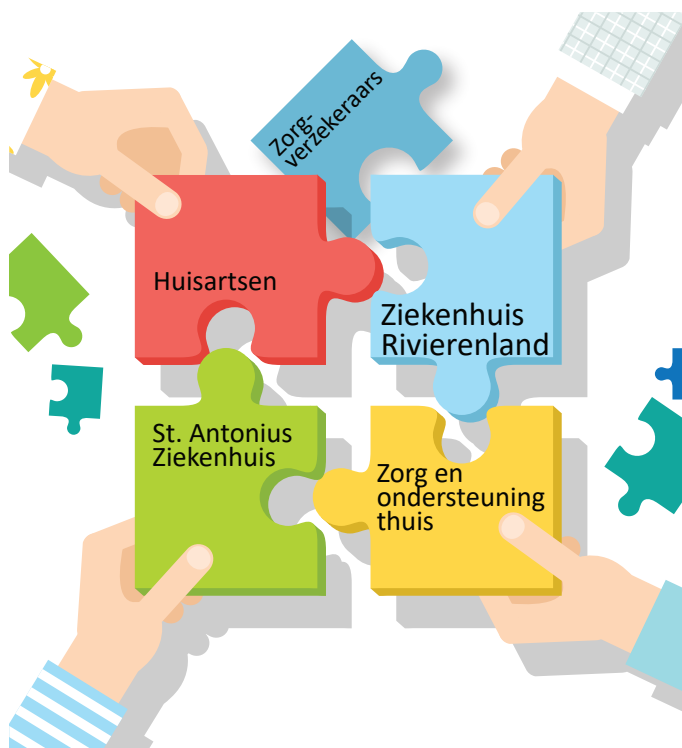 Zorg-
verzekeraars
Huisartsen
Ziekenhuis
Rivierenland
St. Antonius
Ziekenhuis
Zorg en
ondersteuning
thuis